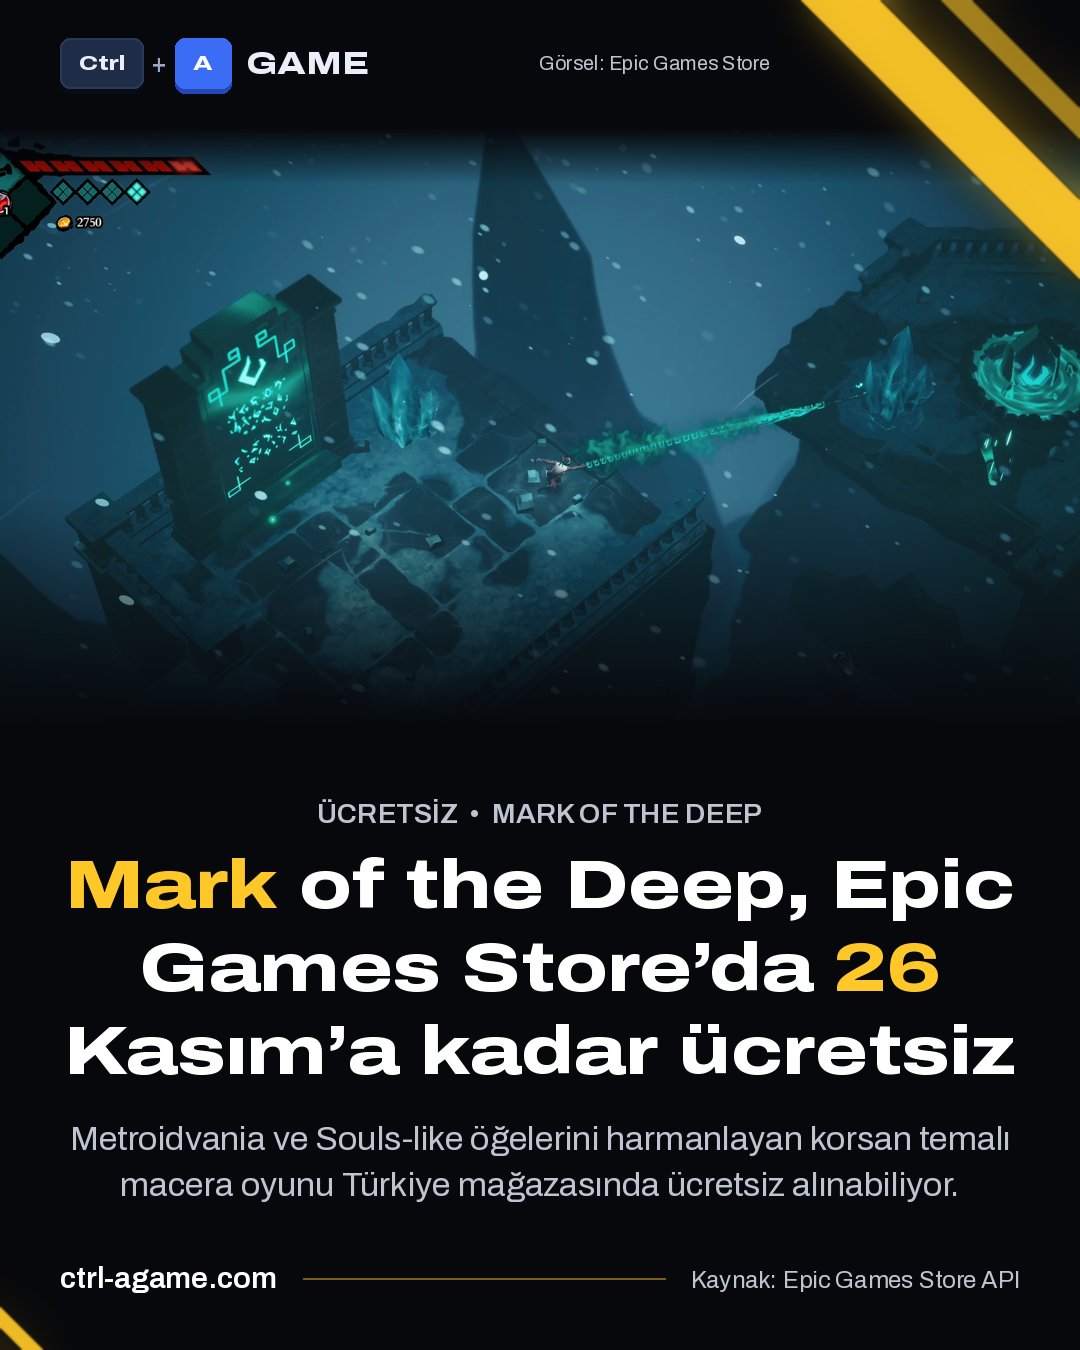 Ctrl + A GAME
Görsel: Epic Games Store
1
2750
ÜCRETSİZ • MARK OF THE DEEP
Mark of the Deep, Epic
Games Store’da 26
Kasım’a kadar ücretsiz
Metroidvania ve Souls-like öğelerini harmanlayan korsan temalı
macera oyunu Türkiye mağazasında ücretsiz alınabiliyor.
ctrl-agame.com
Kaynak: Epic Games Store API